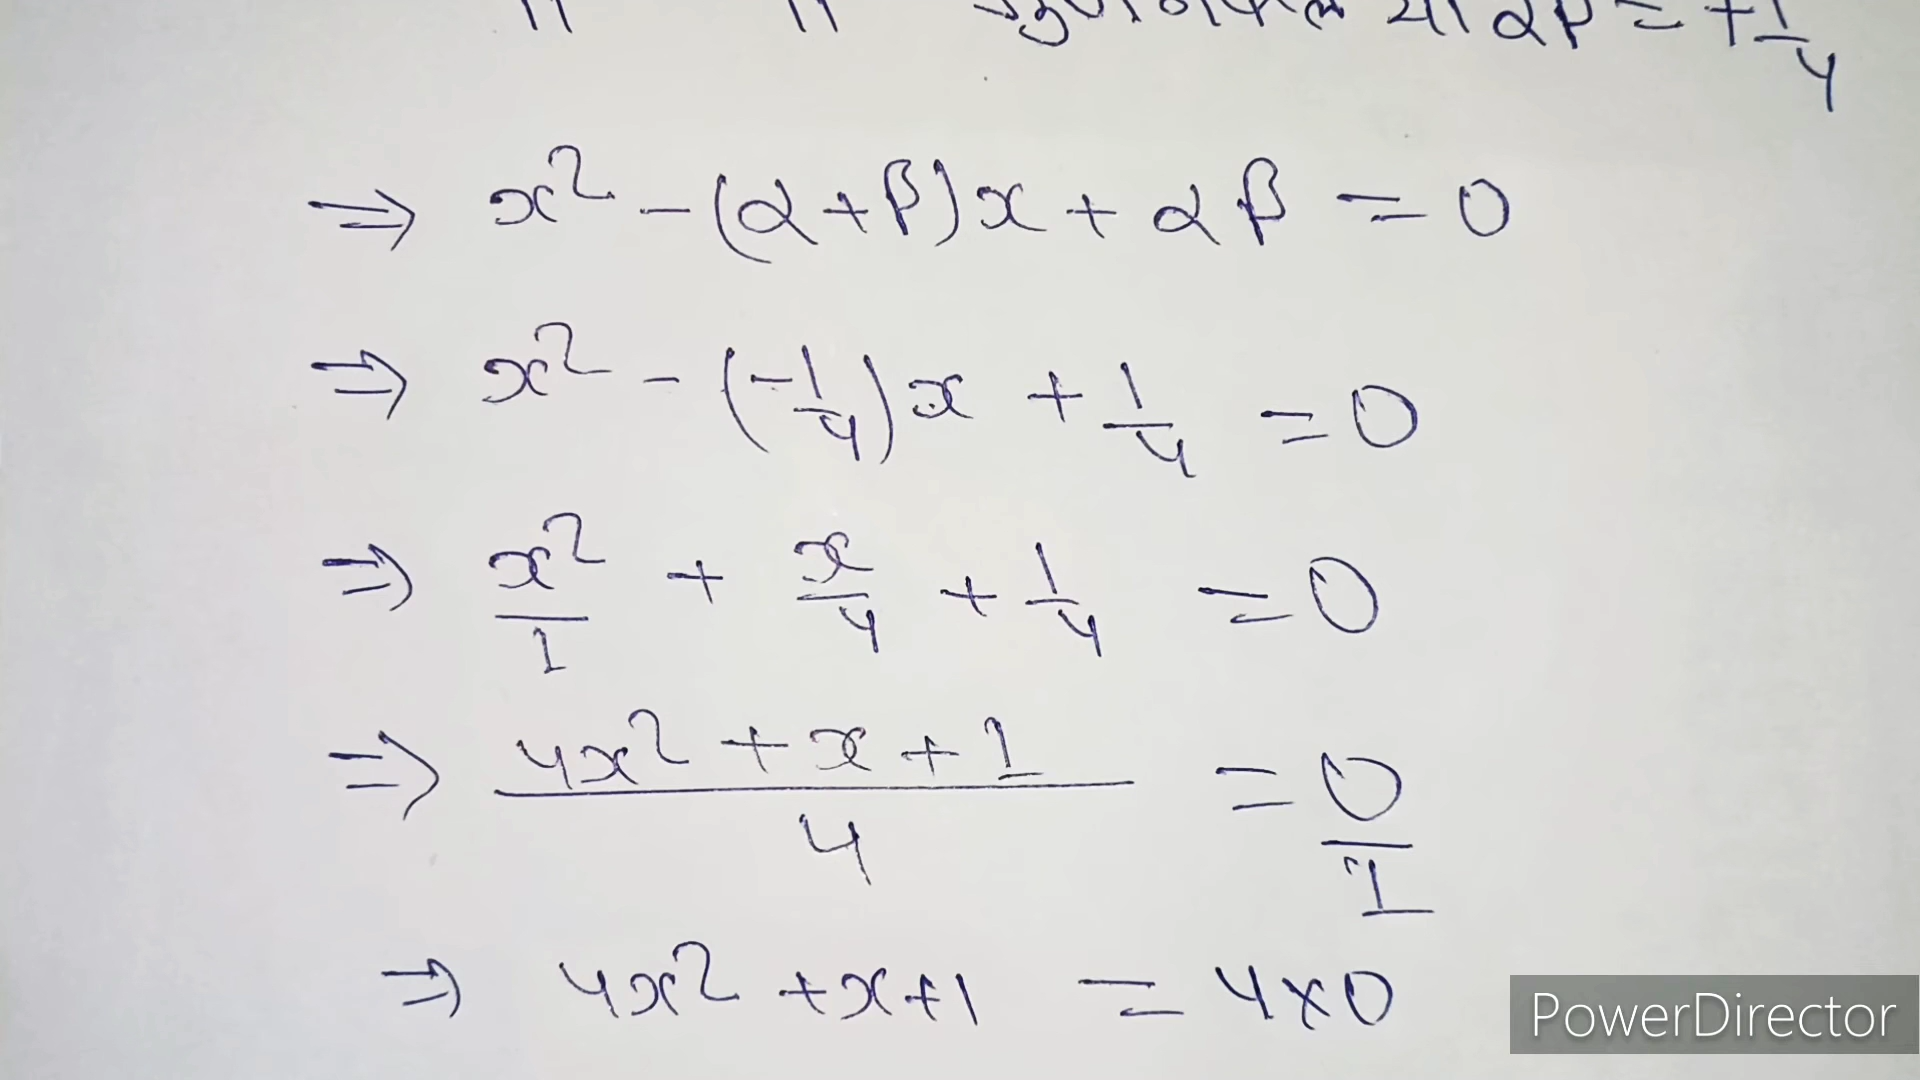 " " गुणनफल या αβ = +1/4
⇒ x² - (α+β)x + αβ = 0
⇒ x² - (-1/4)x + 1/4 = 0
⇒ x²/1 + x/4 + 1/4 = 0
⇒ (4x² + x + 1)/4 = 0/1
⇒ 4x² + x + 1 = 4×0
PowerDirector